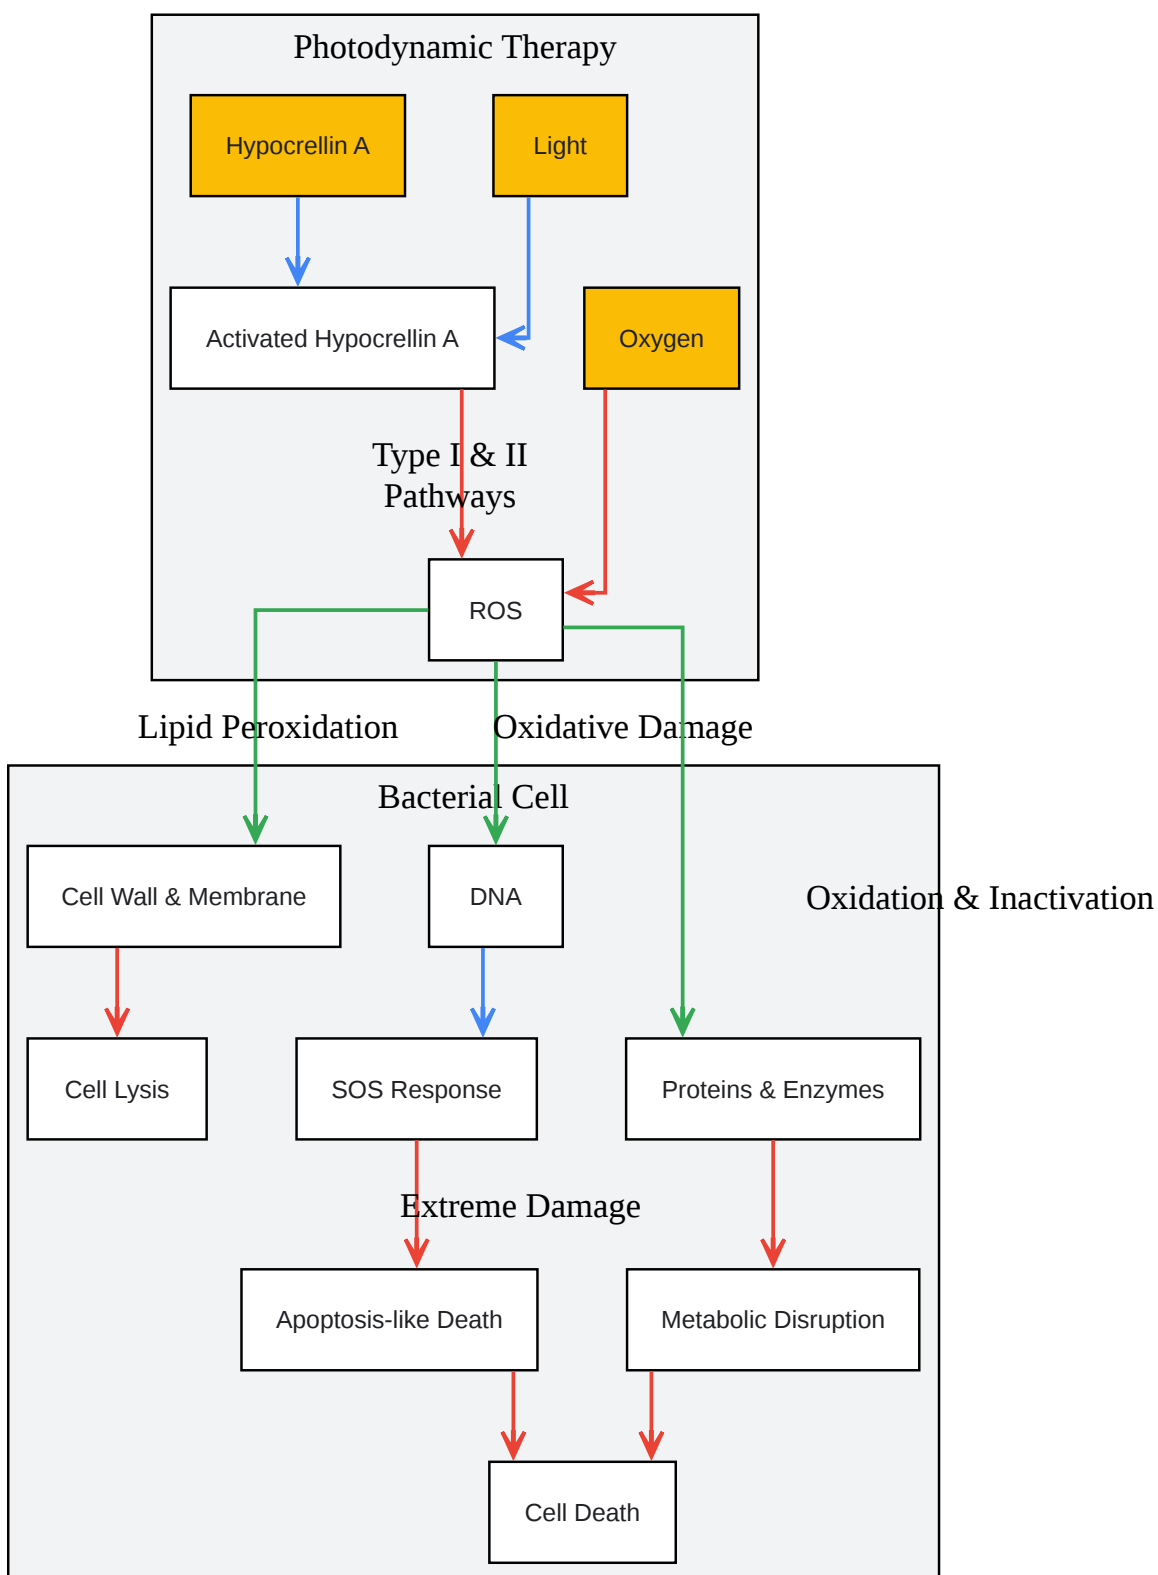 Photodynamic Therapy
Hypocrellin A
Light
Activated Hypocrellin A
Oxygen
Type I & II
Pathways
ROS
Lipid Peroxidation
Oxidative Damage
Bacterial Cell
Cell Wall & Membrane
DNA
Oxidation & Inactivation
Cell Lysis
SOS Response
Proteins & Enzymes
Extreme Damage
Apoptosis-like Death
Metabolic Disruption
Cell Death